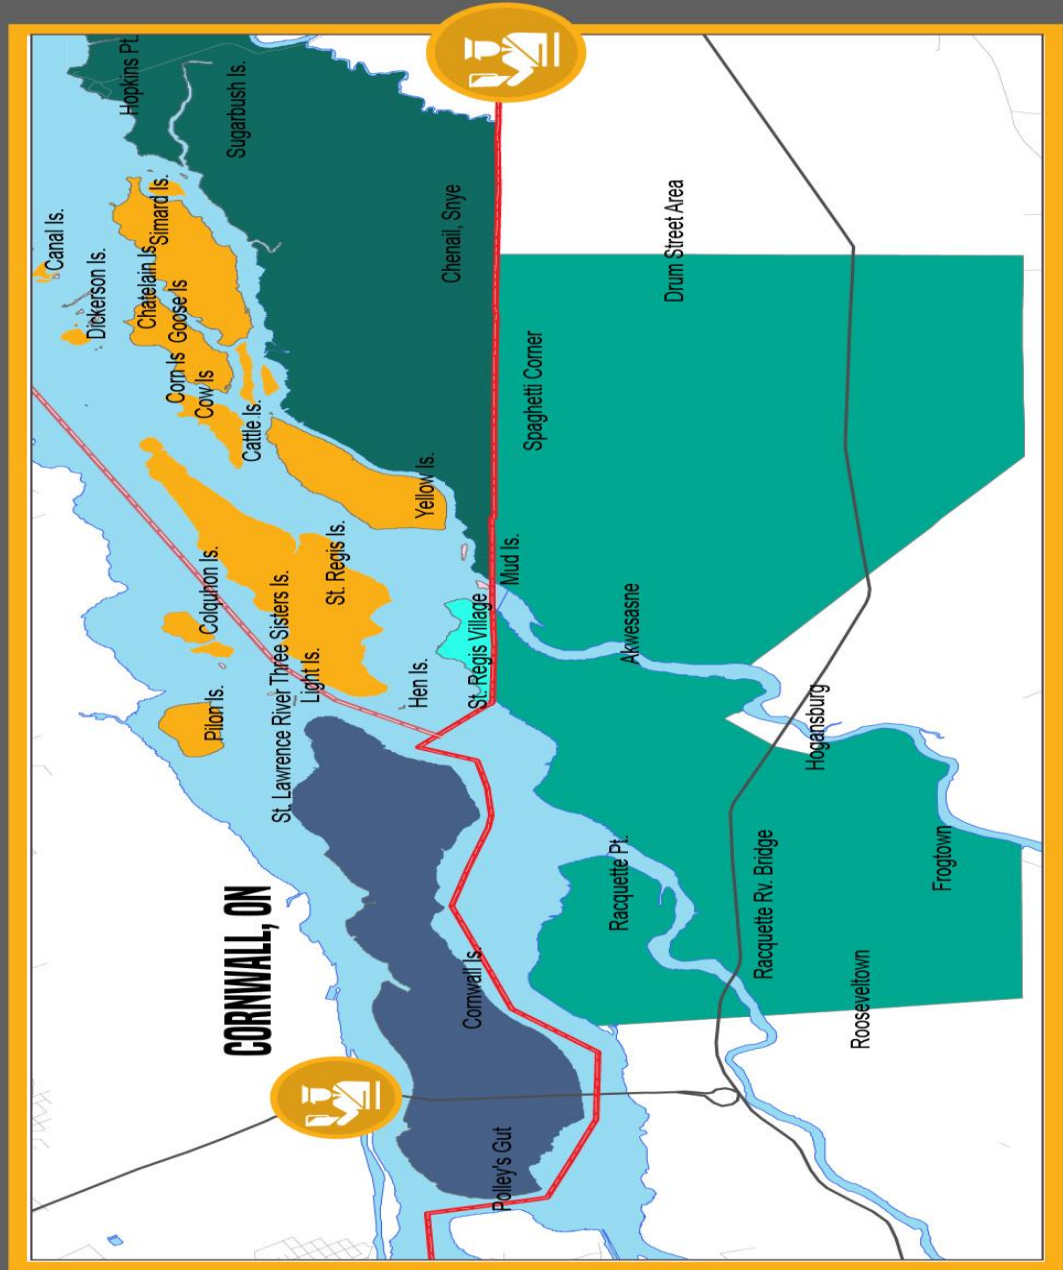 Hopkins Pt.
Sugarbush Is.
Canal Is.
Simard Is.
Dickerson Is.
Chatelain Is
Goose Is
Chenail, Snye
Drum Street Area
Corn Is
Cow Is
Cattle Is.
Spaghetti Corner
Yellow Is.
Colquhon Is.
St. Regis Is.
Mud Is.
Three Sisters Is.
St. Regis Village
Akwesasne
Light Is.
Hen Is.
Pilon Is.
St. Lawrence River
Hogansburg
CORNWALL, ON
Racquette Pt.
Racquette Rv. Bridge
Frogtown
Cornwall Is.
Rooseveltown
Polley's Gut